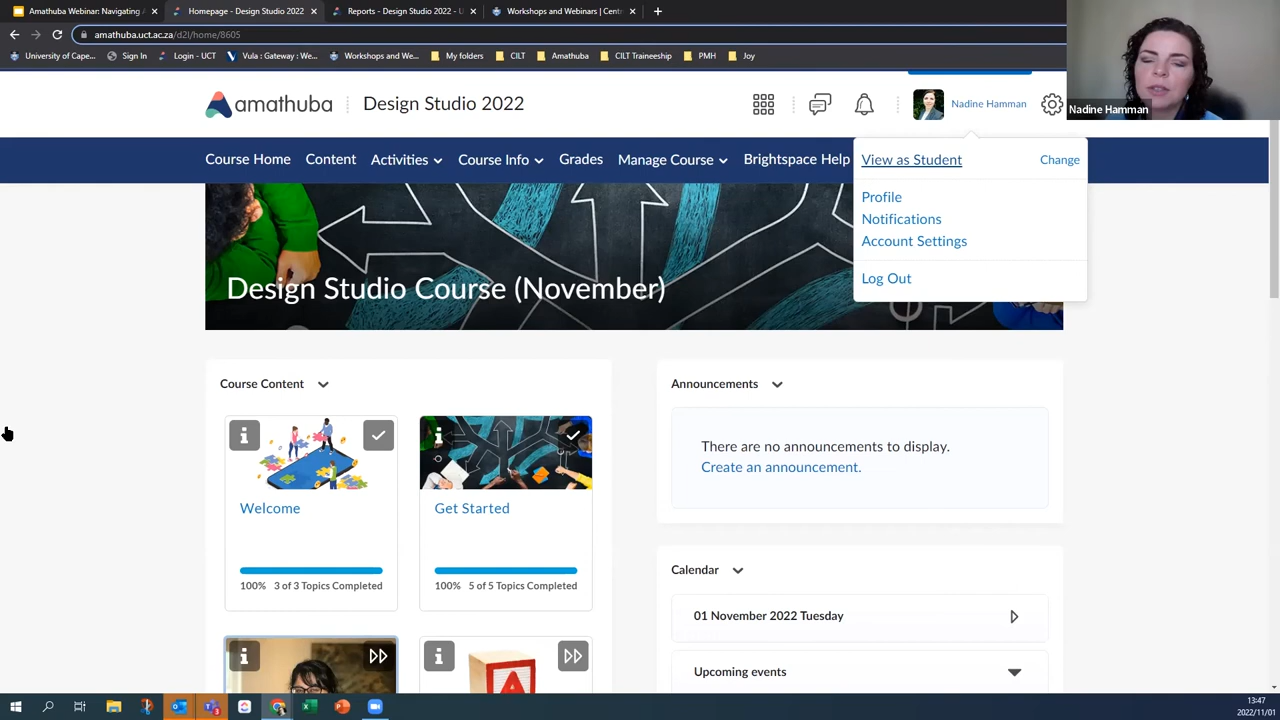 Amathuba Webinar: Navigating A
Homepage - Design Studio 2022
Reports - Design Studio 2022 - U
Workshops and Webinars | Centr
amathuba.uct.ac.za/d2l/home/8605
University of Cape...
Sign In
Login - UCT
Vula : Gateway : We...
Workshops and We...
My folders
CILT
Amathuba
CILT Traineeship
PMH
Joy
amathuba
Design Studio 2022
Nadine Hamman
Nadine Hamman
Course Home
Content
Activities
Course Info
Grades
Manage Course
Brightspace Help
View as Student
Change
Profile
Notifications
Account Settings
Log Out
Design Studio Course (November)
Course Content
Welcome
100% 3 of 3 Topics Completed
Get Started
100% 5 of 5 Topics Completed
A
Announcements
There are no announcements to display.
Create an announcement.
Calendar
01 November 2022 Tuesday
Upcoming events
13:47
2022/11/01